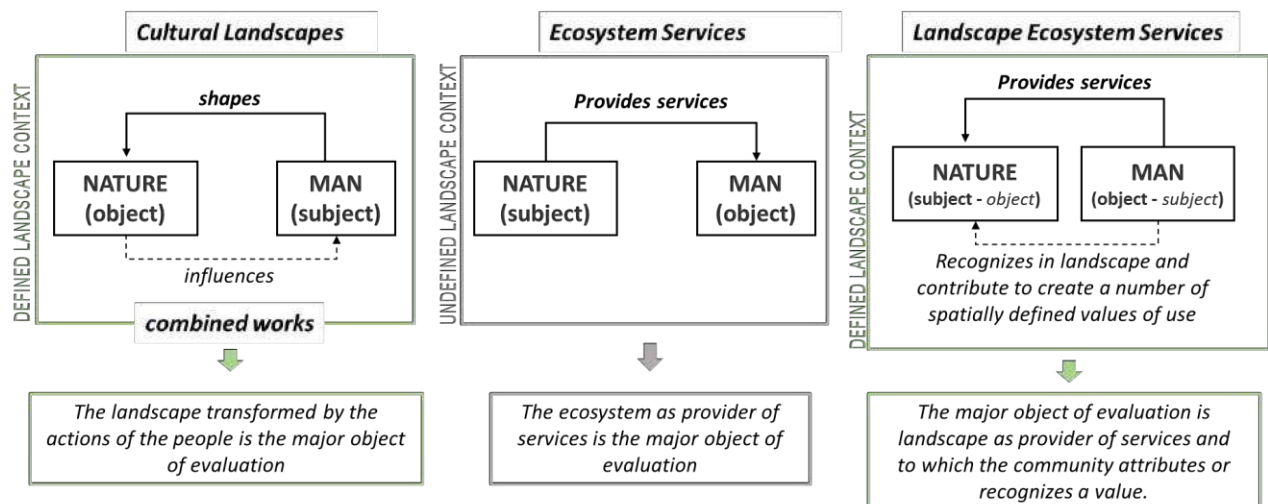 Cultural Landscapes
DEFINED LANDSCAPE CONTEXT
shapes
NATURE
(object)
MAN
(subject)
influences
combined works
The landscape transformed by the
actions of the people is the major object
of evaluation
Ecosystem Services
UNDEFINED LANDSCAPE CONTEXT
Provides services
NATURE
(subject)
MAN
(object)
The ecosystem as provider of
services is the major object of
evaluation
Landscape Ecosystem Services
DEFINED LANDSCAPE CONTEXT
Provides services
NATURE
(subject - object)
MAN
(object - subject)
Recognizes in landscape and
contribute to create a number of
spatially defined values of use
The major object of evaluation is
landscape as provider of services and
to which the community attributes or
recognizes a value.